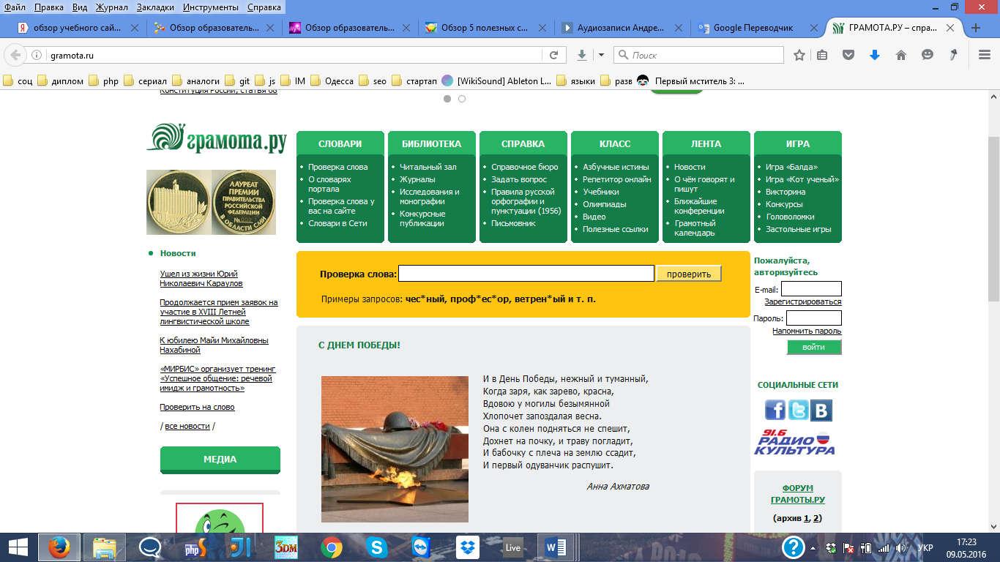 Файл Правка Вид Журнал Закладки Инструменты Справка
обзор учебного сай...
Обзор образователь...
Обзор образователь...
Обзор 5 полезных с...
Аудиозаписи Андре...
Google Переводчик
ГРАМОТА.РУ – спра...
gramota.ru
Поиск
соц
диплом
php
сериал
аналоги
git
js
IM
Одесса
seo
стартап
[WikiSound] Ableton L...
языки
разв
Первый мститель 3: ...
Конституция России, статья 68
грамота.ру
СЛОВАРИ
Проверка слова
О словарях
портала
Проверка слова у
вас на сайте
Словари в Сети
БИБЛИОТЕКА
Читальный зал
Журналы
Исследования и
монографии
Конкурсные
публикации
СПРАВКА
Справочное бюро
Задать вопрос
Правила русской
орфографии и
пунктуации (1956)
Письмовник
КЛАСС
Азбучные истины
Репетитор онлайн
Учебники
Олимпиады
Видео
Полезные ссылки
ЛЕНТА
Новости
О чём говорят и
пишут
Ближайшие
конференции
Грамотный
календарь
ИГРА
Игра «Балда»
Игра «Кот ученый»
Викторина
Конкурсы
Головоломки
Застольные игры
ЛАУРЕАТ
ПРЕМИИ
ПРАВИТЕЛЬСТВА
РОССИЙСКОЙ
ФЕДЕРАЦИИ
В ОБЛАСТИ СМИ
Новости
Ушел из жизни Юрий
Николаевич Караулов
Продолжается прием заявок на
участие в XVIII Летней
лингвистической школе
К юбилею Майи Михайловны
Нахабиной
«МИРБИС» организует тренинг
«Успешное общение: речевой
имидж и грамотность»
Проверить на слово
/ все новости /
МЕДИА
Проверка слова:
проверить
Примеры запросов: чес*ный, проф*ес*ор, ветрен*ый и т. п.
С ДНЕМ ПОБЕДЫ!
И в День Победы, нежный и туманный,
Когда заря, как зарево, красна,
Вдовою у могилы безымянной
Хлопочет запоздалая весна.
Она с колен подняться не спешит,
Дохнет на почку, и траву погладит,
И бабочку с плеча на землю ссадит,
И первый одуванчик распушит.
Анна Ахматова
Пожалуйста,
авторизуйтесь
E-mail:
Зарегистрироваться
Пароль:
Напомнить пароль
войти
СОЦИАЛЬНЫЕ СЕТИ
91.6
РАДИО
КУЛЬТУРА
ФОРУМ
ГРАМОТЫ.РУ
(архив 1, 2)
php
3DM
Live
УКР
17:23
09.05.2016